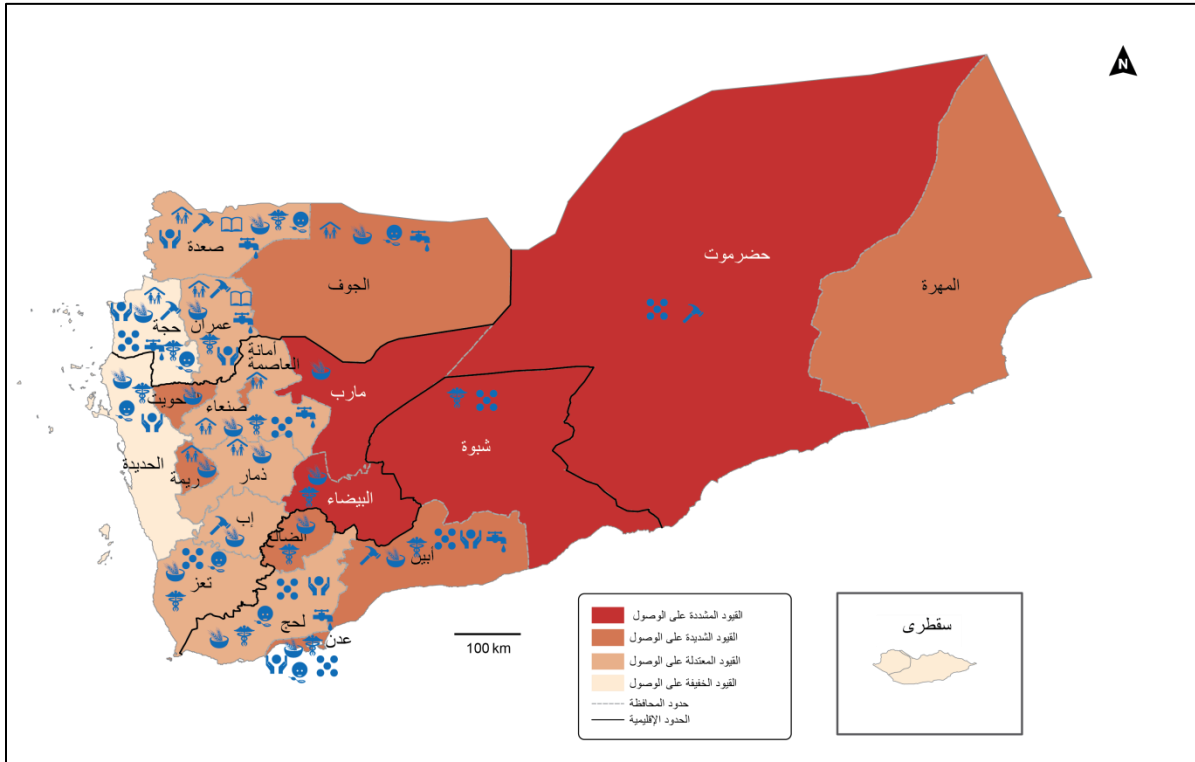 N
صعدة
الجوف
حضرموت
المهرة
حجة
عمران
أمانة
العاصمة
مارب
حويت
صنعاء
شبوة
الحديدة
ريمة
ذمار
البيضاء
إب
الضالع
أبين
تعز
لحج
عدن
100 km
القيود المشددة على الوصول
القيود الشديدة على الوصول
القيود المعتدلة على الوصول
القيود الخفيفة على الوصول
حدود المحافظة
الحدود الإقليمية
سقطرى